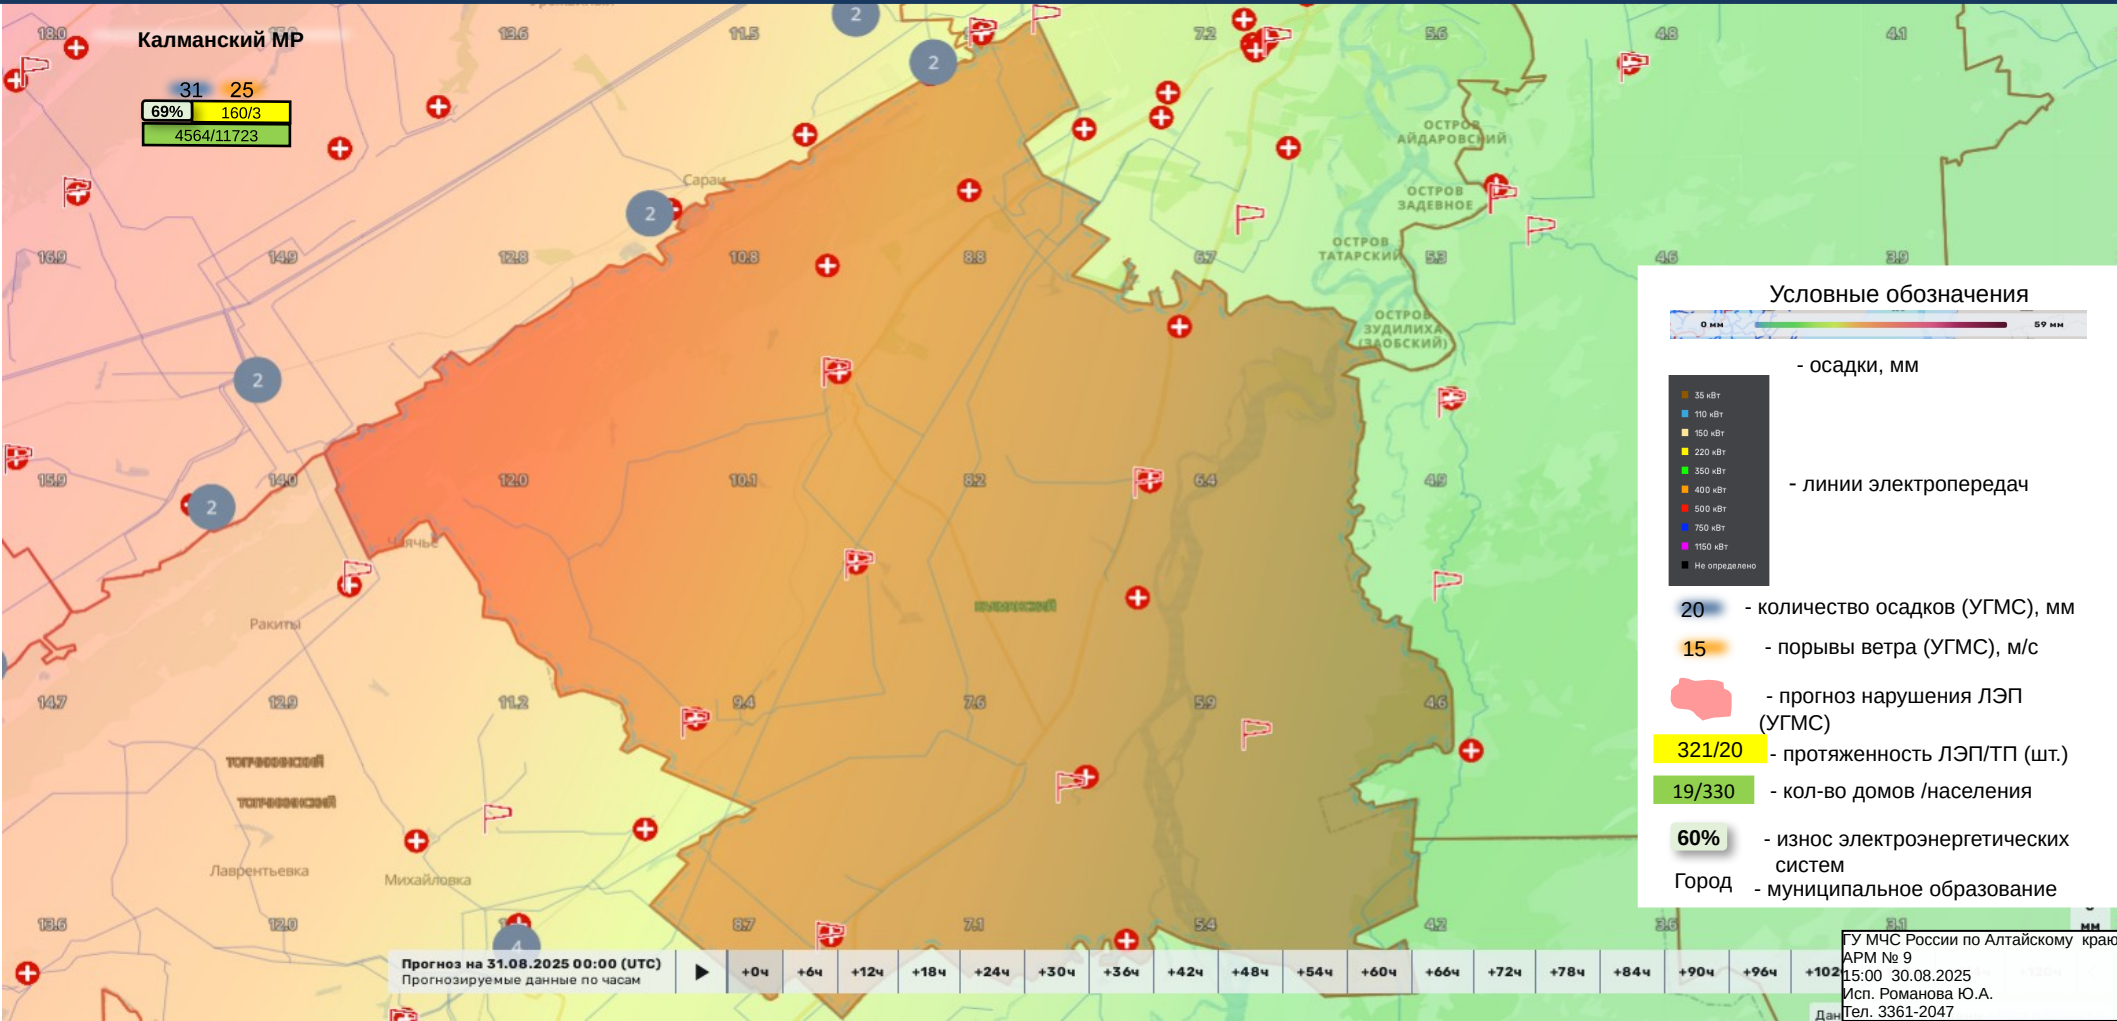 18.0
13.6
11.5
2
7.2
5.6
4.8
4.1
Калманский МР
2
31 25
69% 160/3
4564/11723
ОСТРОВ
АЙДАРОВСКИЙ
Сараи
ОСТРОВ
ЗАДЕВНОЕ
2
ОСТРОВ
ТАТАРСКИЙ
16.9
14.9
12.8
10.8
8.8
6.7
5.3
4.6
3.9
ОСТРОВ
ЗУДИЛИХА
(ЗАОБСКИЙ)
2
15.9
14.0
12.0
10.1
8.2
6.4
4.9
2
Чаячье
КАЛМАНСКИЙ
Ракиты
14.7
12.9
11.2
9.4
7.6
5.9
4.6
ТОПЧИХИНСКИЙ
ТОПЧИХИНСКИЙ
Лаврентьевка
Михайловка
13.6
12.0
4
8.7
7.1
5.4
4.2
3.6
3.1
Условные обозначения
0 мм
59 мм
- осадки, мм
35 кВт
110 кВт
150 кВт
220 кВт
350 кВт
400 кВт
500 кВт
750 кВт
1150 кВт
Не определено
- линии электропередач
20 - количество осадков (УГМС), мм
15 - порывы ветра (УГМС), м/с
- прогноз нарушения ЛЭП
(УГМС)
321/20 - протяженность ЛЭП/ТП (шт.)
19/330 - кол-во домов /населения
60% - износ электроэнергетических
систем
Город - муниципальное образование
мм
Прогноз на 31.08.2025 00:00 (UTC)
Прогнозируемые данные по часам
+0ч +6ч +12ч +18ч +24ч +30ч +36ч +42ч +48ч +54ч +60ч +66ч +72ч +78ч +84ч +90ч +96ч +102
ГУ МЧС России по Алтайскому краю
АРМ № 9
15:00 30.08.2025
Исп. Романова Ю.А.
Тел. 3361-2047
Дан